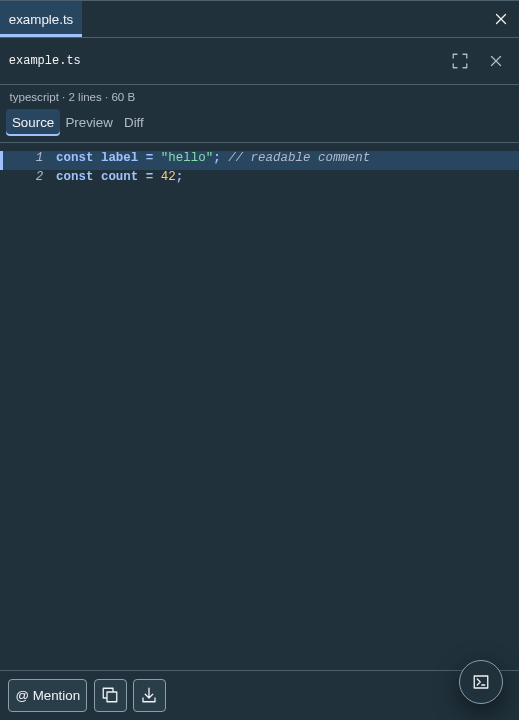 example.ts
example.ts
typescript · 2 lines · 60 B
Source Preview Diff
1 const label = "hello"; // readable comment
2 const count = 42;
@ Mention